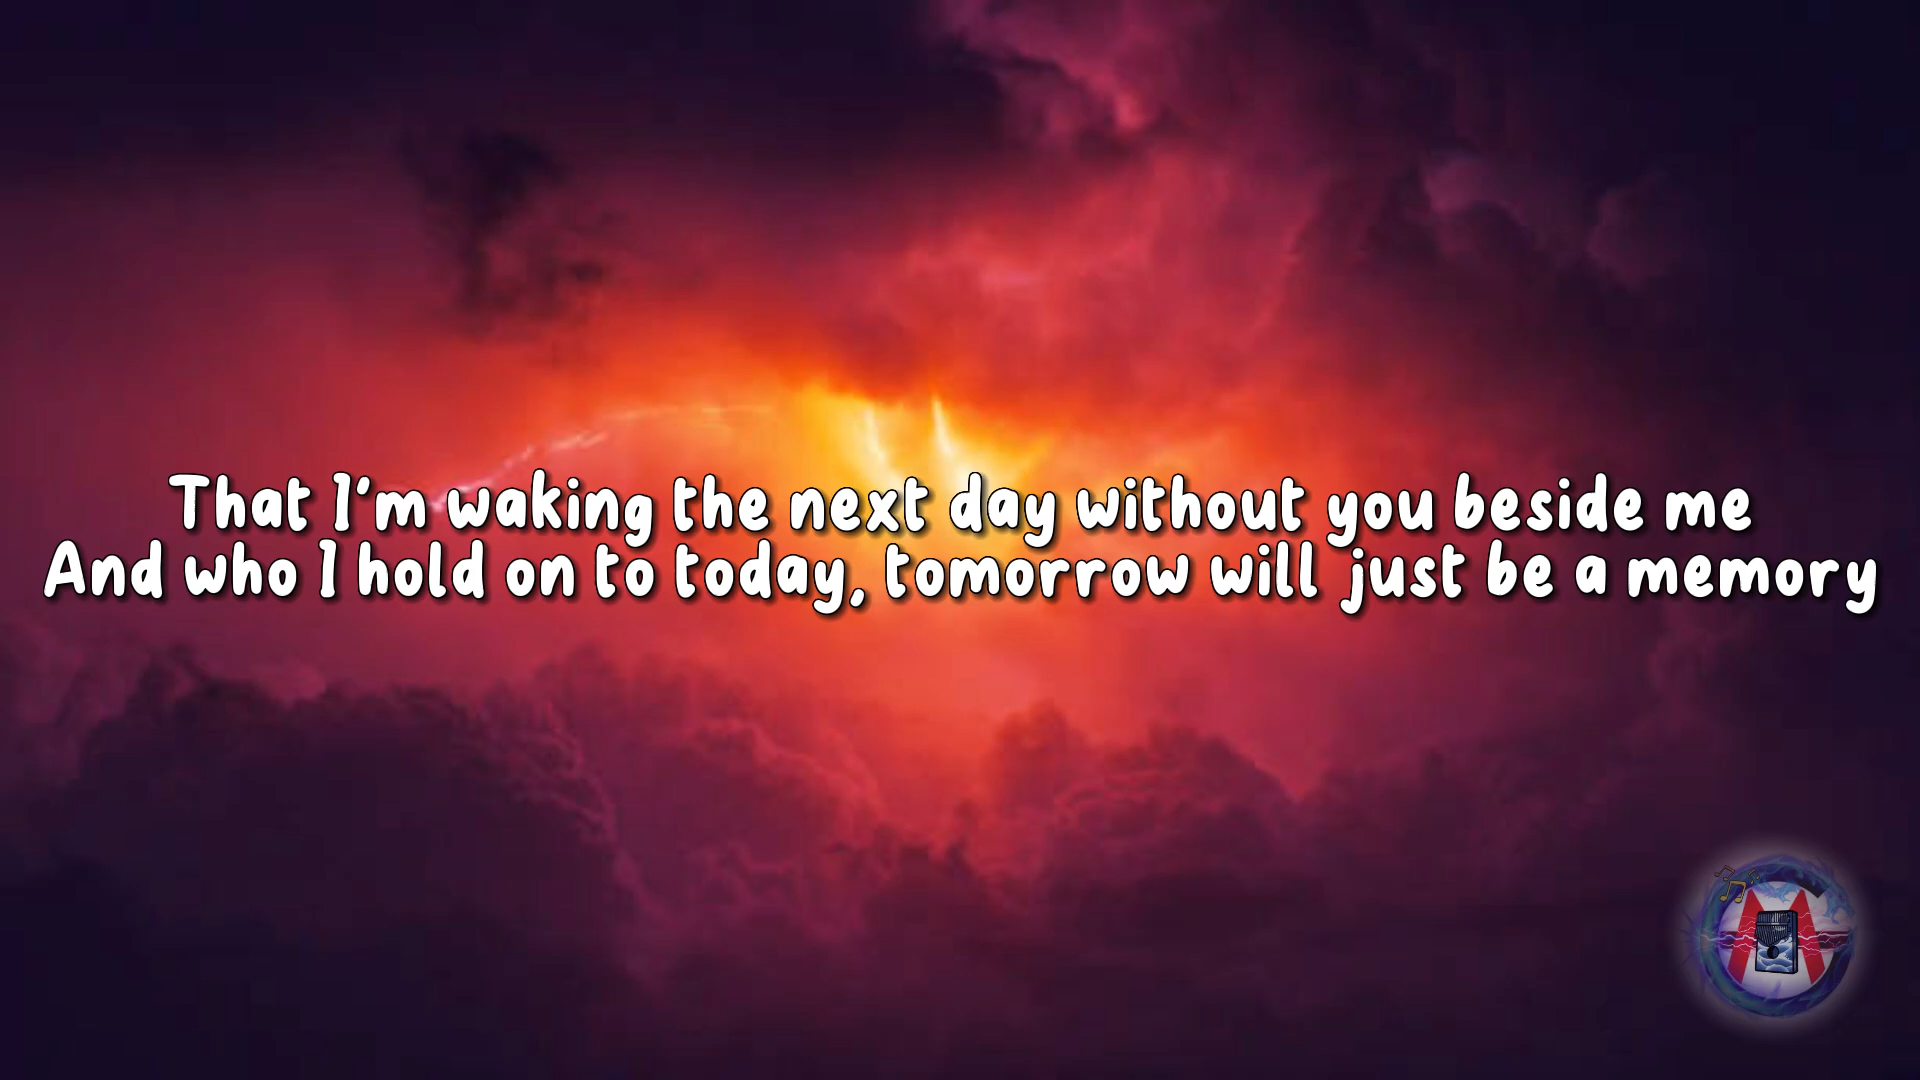 That I'm waking the next day without you beside me
And who I hold on to today, tomorrow will just be a memory